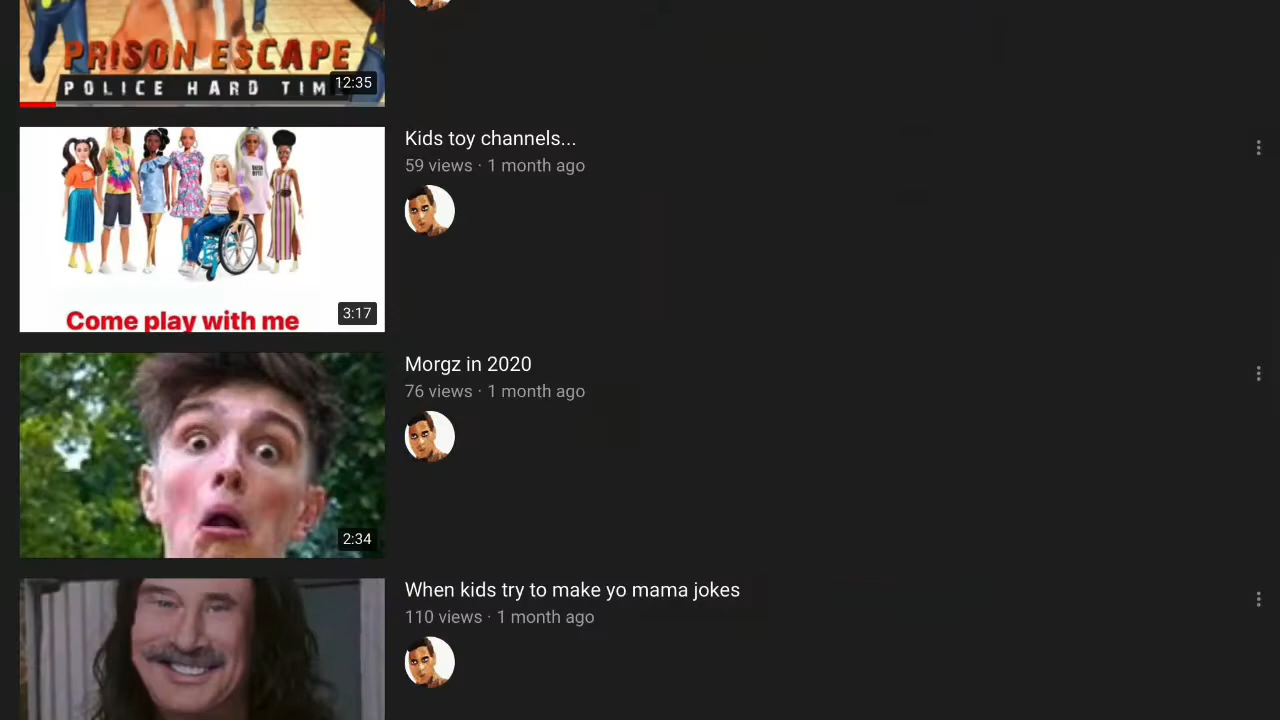 PRISON ESCAPE
POLICE HARD TIM
12:35
Kids toy channels...
59 views · 1 month ago
Come play with me
3:17
Morgz in 2020
76 views · 1 month ago
2:34
When kids try to make yo mama jokes
110 views · 1 month ago